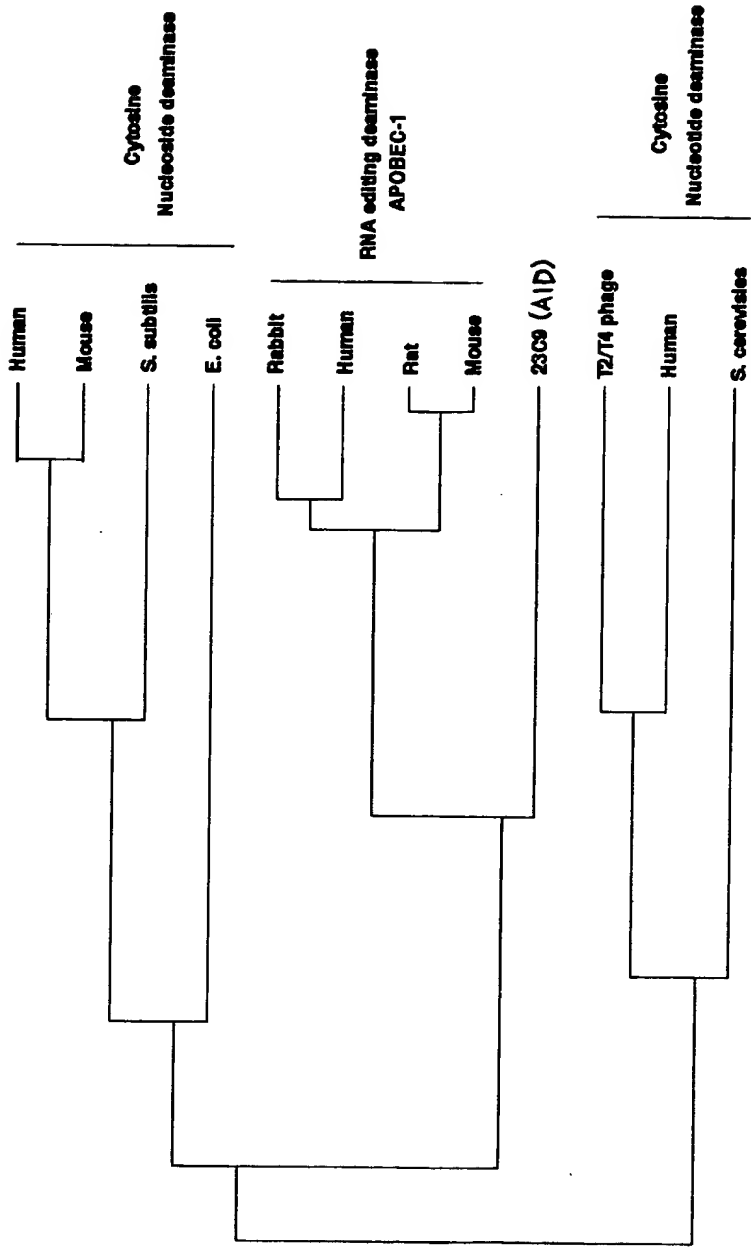 Human
Mouse
S. subtilis
E. coli
Cytosine
Nucleoside deaminase
Rabbit
Human
Rat
Mouse
RNA editing deaminase
APOBEC-1
23C9 (AID)
T2/T4 phage
Human
S. cerevisies
Cytosine
Nucleotide deaminase